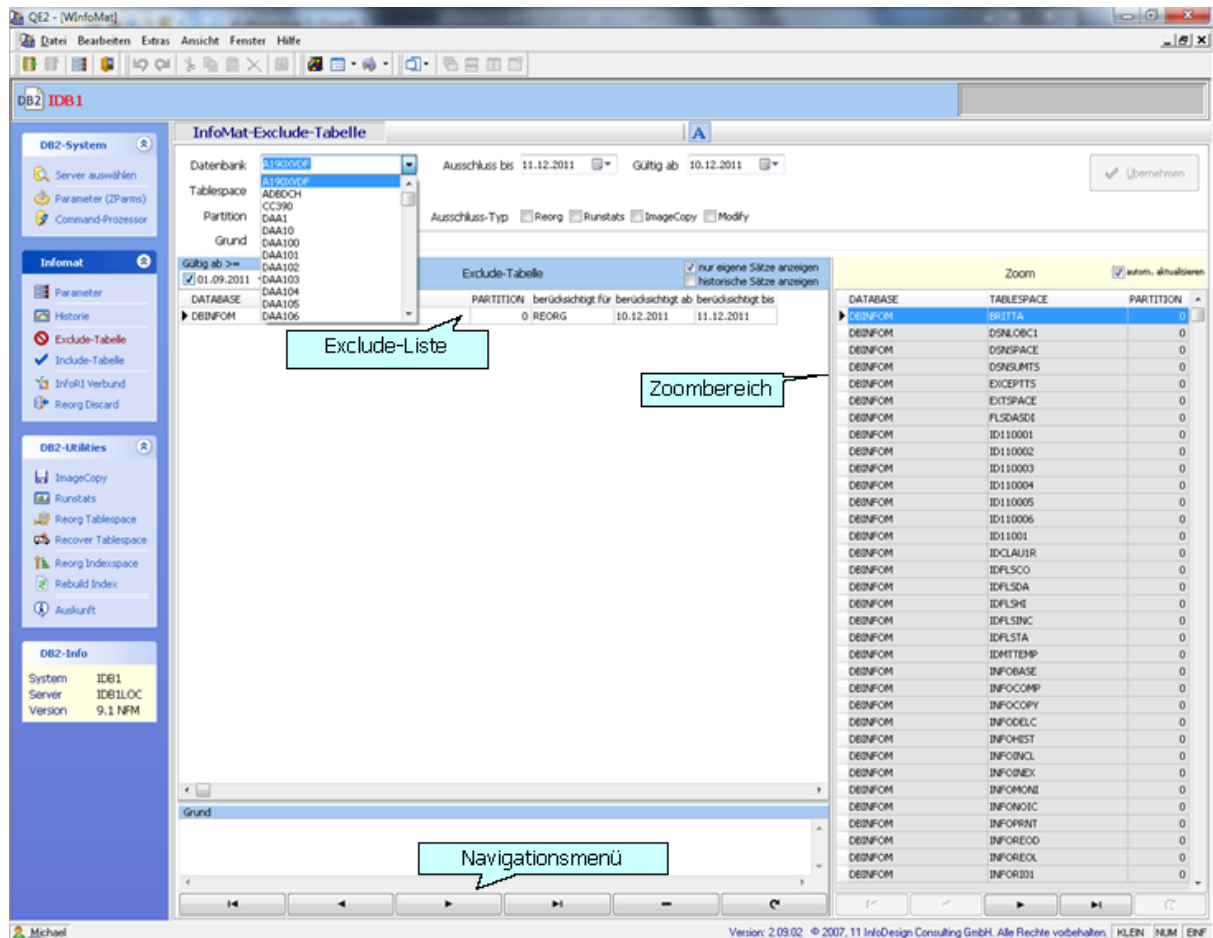 QE2 - [WInfoMat]
Datei Bearbeiten Extras Ansicht Fenster Hilfe
DB2 IDB1
DB2-System
Server auswählen
Parameter (ZParms)
Command-Prozessor
Infomat
Parameter
Historie
Exclude-Tabelle
Include-Tabelle
InfoRI Verbund
Reorg Discard
DB2-Utilities
ImageCopy
Runstats
Reorg Tablespace
Recover Tablespace
Reorg Indexspace
Rebuild Index
Auskunft
DB2-Info
System IDB1
Server IDB1LOC
Version 9.1 NFM
InfoMat-Exclude-Tabelle A
Datenbank A190XVDF Ausschluss bis 11.12.2011 Gültig ab 10.12.2011 Übernehmen
Tablespace
Partition Ausschluss-Typ Reorg Runstats ImageCopy Modify
Grund
A190XVDF
ADBDCH
CC390
DAA1
DAA10
DAA100
DAA101
DAA102
DAA103
DAA104
DAA105
DAA106
Gültig ab >=
01.09.2011
Exclude-Tabelle
nur eigene Sätze anzeigen
historische Sätze anzeigen
DATABASE PARTITION berücksichtigt für berücksichtigt ab berücksichtigt bis
DBINFOM 0 REORG 10.12.2011 11.12.2011
Exclude-Liste
Zoombereich
Zoom autom. aktualisieren
DATABASE TABLESPACE PARTITION
DBINFOM BRITTA 0
DBINFOM DSNLOBC1 0
DBINFOM DSNSPACE 0
DBINFOM DSNSUMTS 0
DBINFOM EXCEPTTS 0
DBINFOM EXTSPACE 0
DBINFOM FLSDASDI 0
DBINFOM ID110001 0
DBINFOM ID110002 0
DBINFOM ID110003 0
DBINFOM ID110004 0
DBINFOM ID110005 0
DBINFOM ID110006 0
DBINFOM ID11001 0
DBINFOM IDCLAU1R 0
DBINFOM IDFLSCO 0
DBINFOM IDFLSDA 0
DBINFOM IDFLSHI 0
DBINFOM IDFLSINC 0
DBINFOM IDFLSTA 0
DBINFOM IDMTTEMP 0
DBINFOM INFOBASE 0
DBINFOM INFOCOMP 0
DBINFOM INFOCOPY 0
DBINFOM INFODELC 0
DBINFOM INFOHIST 0
DBINFOM INFOINCL 0
DBINFOM INFOINEX 0
DBINFOM INFOMONI 0
DBINFOM INFONOIC 0
DBINFOM INFOPRNT 0
DBINFOM INFOREOD 0
DBINFOM INFOREOL 0
DBINFOM INFORI01 0
Grund
Navigationsmenü
Michael Version: 2.09.02 © 2007, 11 InfoDesign Consulting GmbH. Alle Rechte vorbehalten. KLEIN NUM EINF